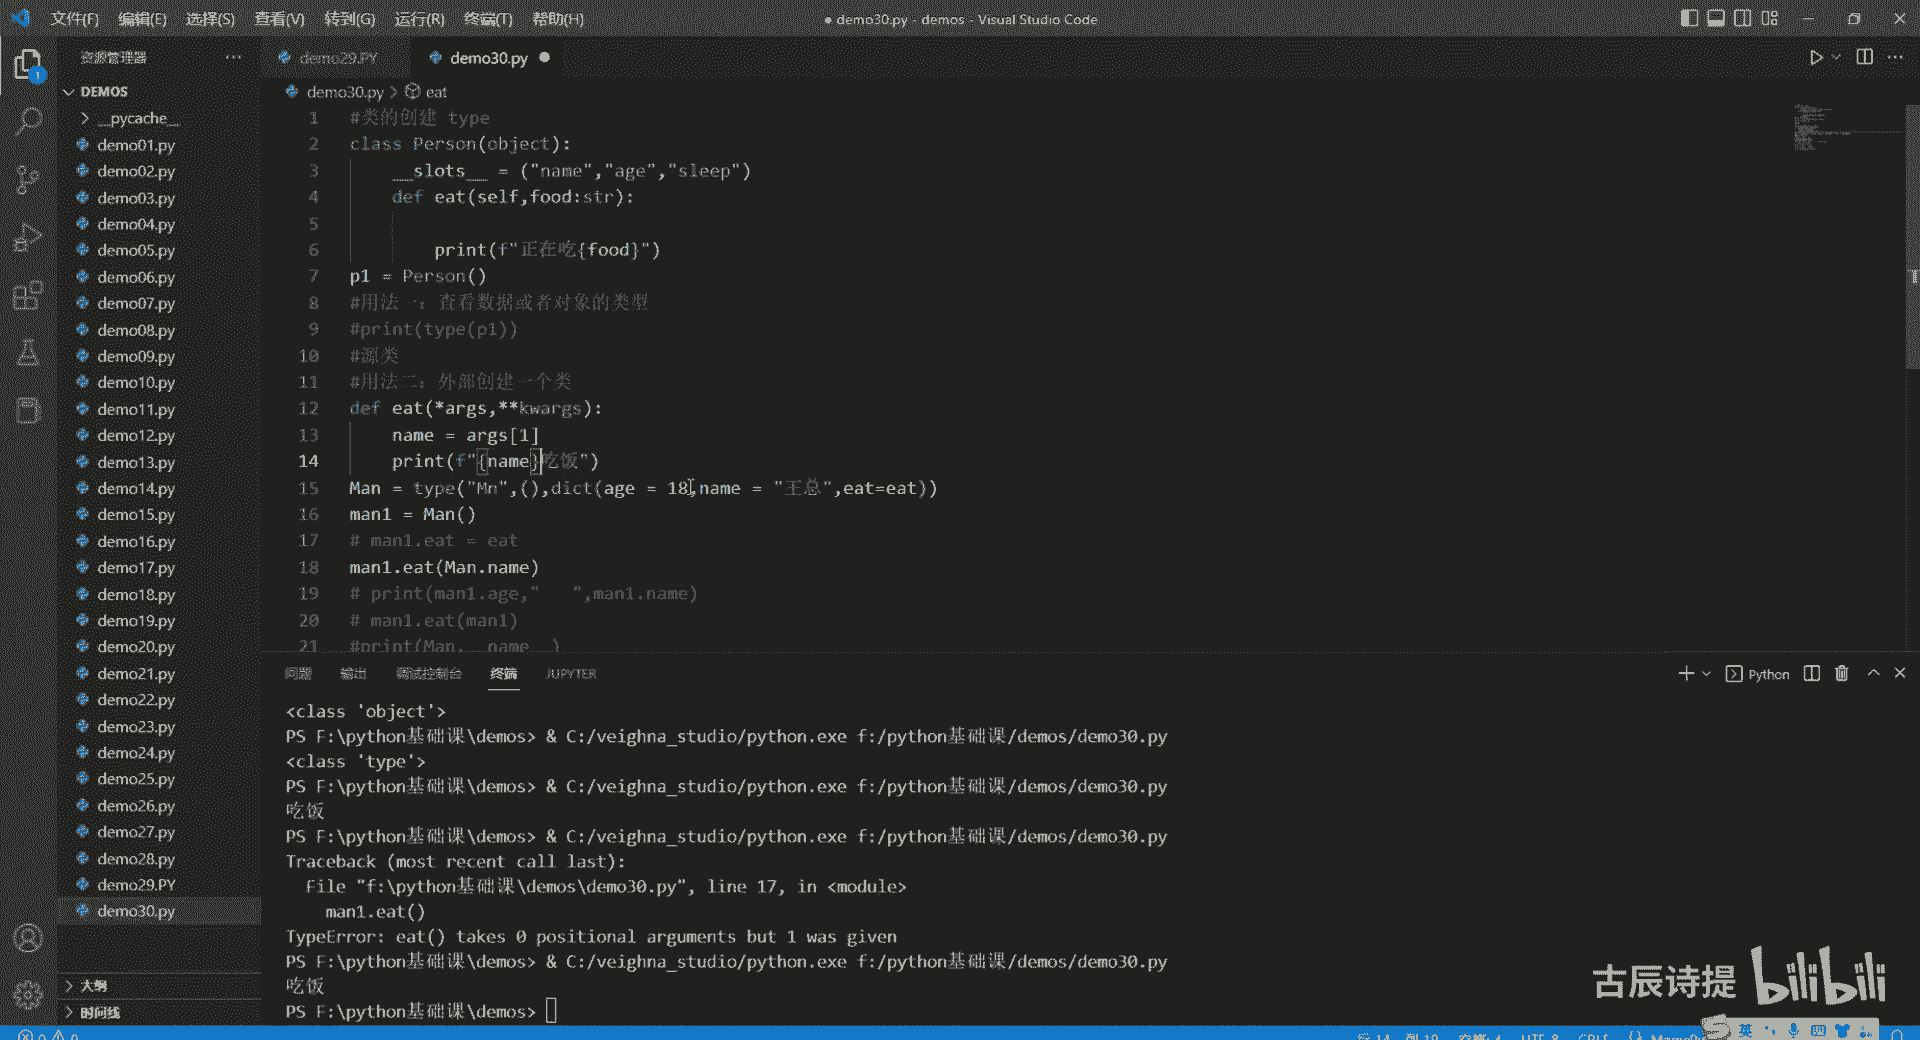 文件(F) 编辑(E) 选择(S) 查看(V) 转到(G) 运行(R) 终端(T) 帮助(H)
● demo30.py - demos - Visual Studio Code
资源管理器 ···
demo29.PY
demo30.py ●
DEMOS
demo30.py > eat
__pycache__
demo01.py
demo02.py
demo03.py
demo04.py
demo05.py
demo06.py
demo07.py
demo08.py
demo09.py
demo10.py
demo11.py
demo12.py
demo13.py
demo14.py
demo15.py
demo16.py
demo17.py
demo18.py
demo19.py
demo20.py
demo21.py
demo22.py
demo23.py
demo24.py
demo25.py
demo26.py
demo27.py
demo28.py
demo29.PY
demo30.py
大纲
时间线
1 #类的创建 type
2 class Person(object):
3 __slots__ = ("name","age","sleep")
4 def eat(self,food:str):
5
6 print(f"正在吃{food}")
7 p1 = Person()
8 #用法一：查看数据或者对象的类型
9 #print(type(p1))
10 #源类
11 #用法二：外部创建一个类
12 def eat(*args,**kwargs):
13 name = args[1]
14 print(f"{name}吃饭")
15 Man = type("Mn",(),dict(age = 18,name = "王总",eat=eat))
16 man1 = Man()
17 # man1.eat = eat
18 man1.eat(Man.name)
19 # print(man1.age,"   ",man1.name)
20 # man1.eat(man1)
21 #print(Man.__name__)
问题 输出 调试控制台 终端 JUPYTER
Python
<class 'object'>
PS F:\python基础课\demos> & C:/veighna_studio/python.exe f:/python基础课/demos/demo30.py
<class 'type'>
PS F:\python基础课\demos> & C:/veighna_studio/python.exe f:/python基础课/demos/demo30.py
吃饭
PS F:\python基础课\demos> & C:/veighna_studio/python.exe f:/python基础课/demos/demo30.py
Traceback (most recent call last):
File "f:\python基础课\demos\demo30.py", line 17, in <module>
man1.eat()
TypeError: eat() takes 0 positional arguments but 1 was given
PS F:\python基础课\demos> & C:/veighna_studio/python.exe f:/python基础课/demos/demo30.py
吃饭
PS F:\python基础课\demos>
古辰诗提 bilibili
英